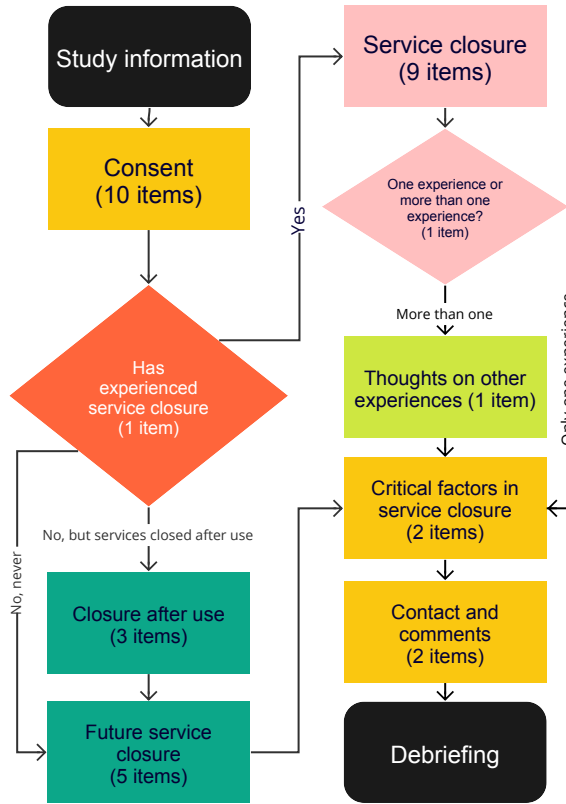 Study information
Consent
(10 items)
Has
experienced
service closure
(1 item)
No, never
No, but services closed after use
Closure after use
(3 items)
Future service
closure
(5 items)
Yes
Service closure
(9 items)
One experience or
more than one
experience?
(1 item)
More than one
Only one experience
Thoughts on other
experiences (1 item)
Critical factors in
service closure
(2 items)
Contact and
comments
(2 items)
Debriefing